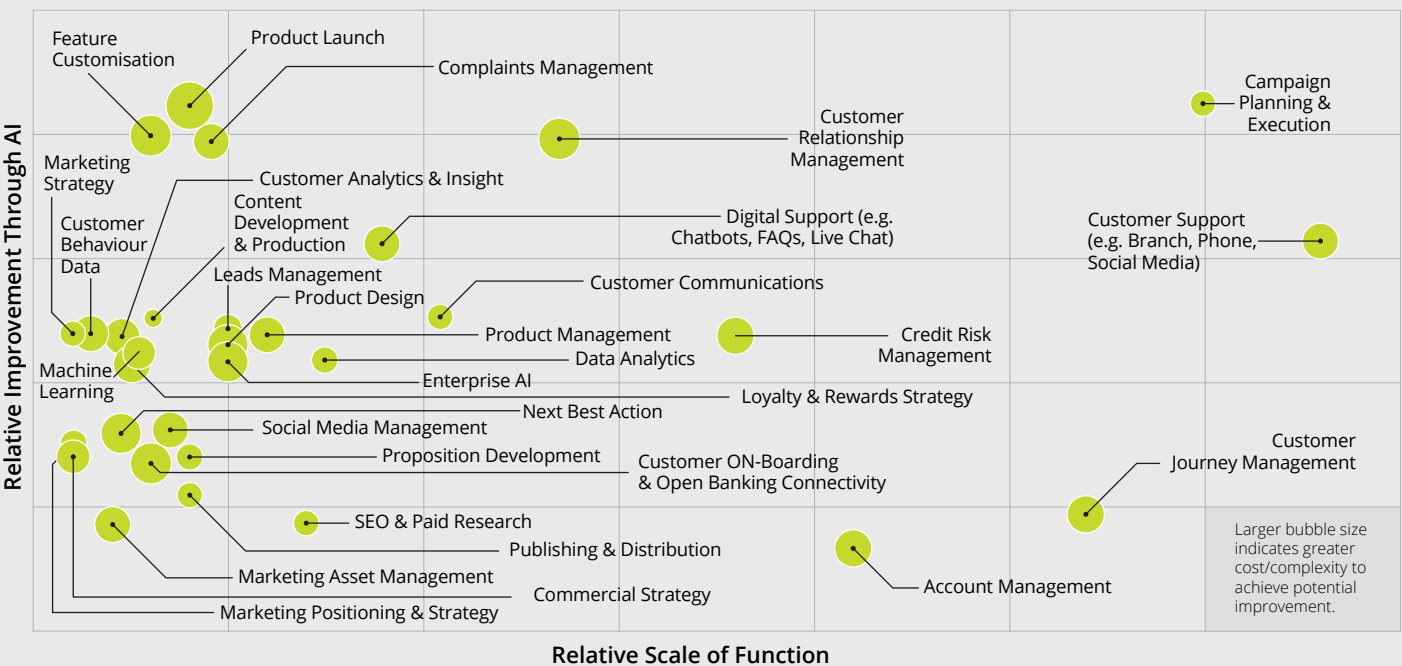 Relative Improvement Through AI
Feature
Customisation
Product Launch
Complaints Management
Campaign
Planning &
Execution
Customer
Relationship
Management
Marketing
Strategy
Customer Analytics & Insight
Content
Development
& Production
Customer
Behaviour
Data
Digital Support (e.g.
Chatbots, FAQs, Live Chat)
Customer Support
(e.g. Branch, Phone,
Social Media)
Leads Management
Product Design
Customer Communications
Product Management
Credit Risk
Management
Data Analytics
Machine
Learning
Enterprise AI
Loyalty & Rewards Strategy
Next Best Action
Social Media Management
Proposition Development
Customer ON-Boarding
& Open Banking Connectivity
Customer
Journey Management
SEO & Paid Research
Publishing & Distribution
Marketing Asset Management
Commercial Strategy
Marketing Positioning & Strategy
Account Management
Larger bubble size
indicates greater
cost/complexity to
achieve potential
improvement.
Relative Scale of Function